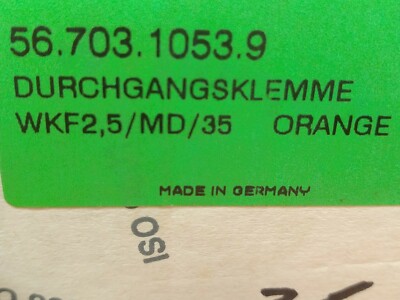 56.703.1053.9
DURCHGANGSKLEMME
WKF2,5/MD/35 ORANGE
MADE IN GERMANY
ISO